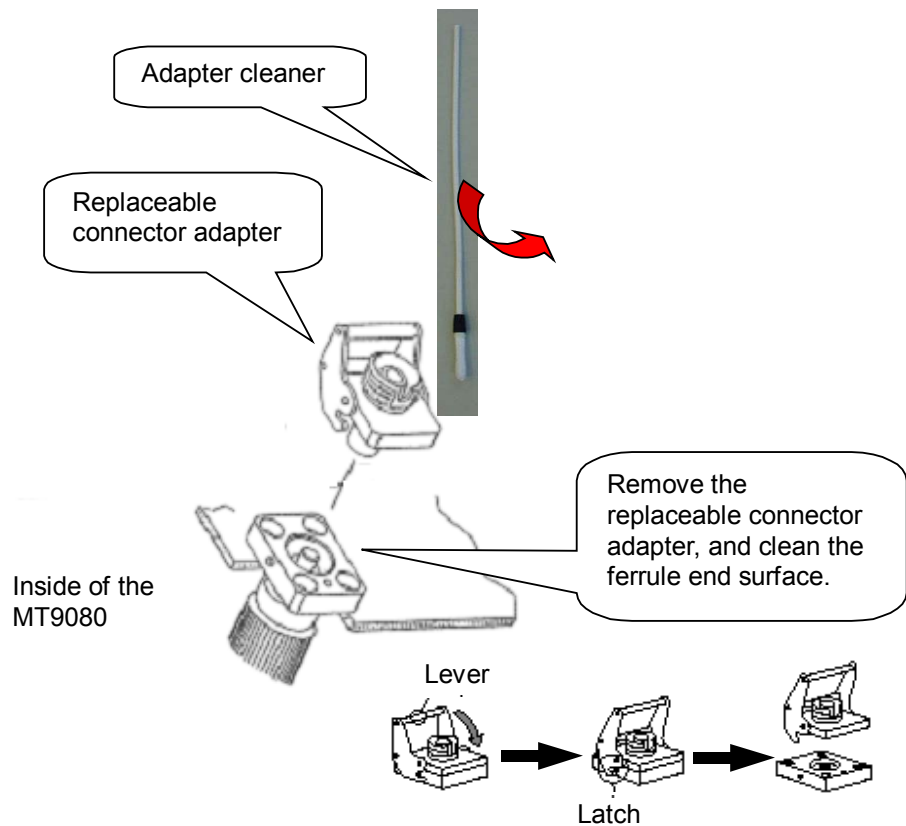 Adapter cleaner
Replaceable
connector adapter
Remove the
replaceable connector
adapter, and clean the
ferrule end surface.
Inside of the
MT9080
Lever
Latch